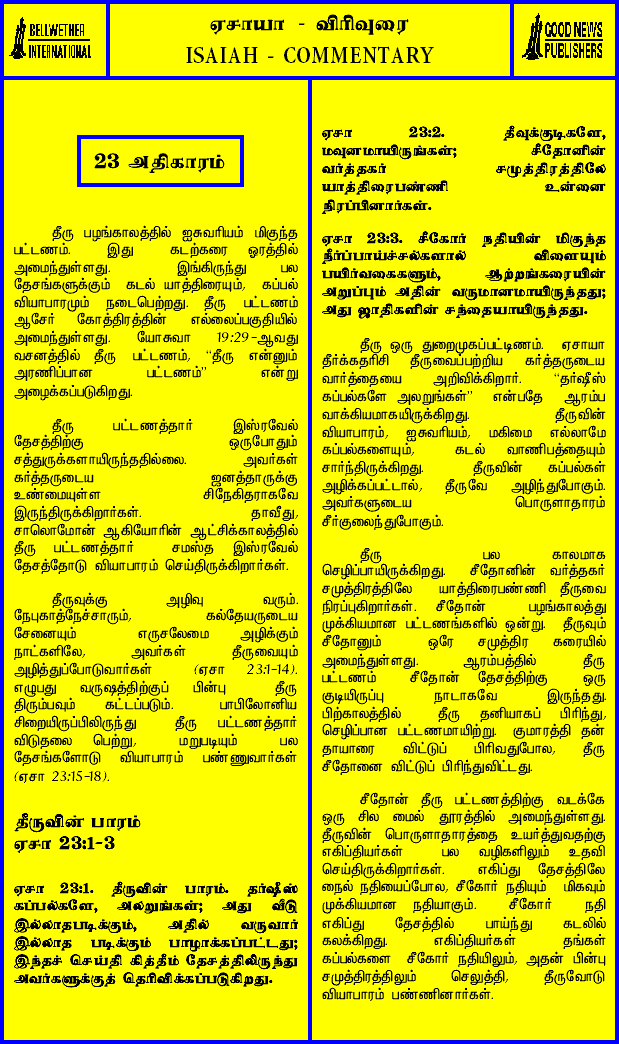 BELLWETHER
INTERNATIONAL
ஏசாயா - விரிவுரை
ISAIAH - COMMENTARY
GOOD NEWS
PUBLISHERS
23 அதிகாரம்
தீரு பழங்காலத்தில் ஐசுவரியம் மிகுந்த
பட்டணம். இது கடற்கரை ஓரத்தில்
அமைந்துள்ளது. இங்கிருந்து பல
தேசங்களுக்கும் கடல் யாத்திரையும், கப்பல்
வியாபாரமும் நடைபெற்றது. தீரு பட்டணம்
ஆசேர் கோத்திரத்தின் எல்லைப்பகுதியில்
அமைந்துள்ளது. யோசுவா 19:29-ஆவது
வசனத்தில் தீரு பட்டணம், “தீரு என்னும்
அரணிப்பான பட்டணம்” என்று
அழைக்கப்படுகிறது.
தீரு பட்டணத்தார் இஸ்ரவேல்
தேசத்திற்கு ஒருபோதும்
சத்துருக்களாயிருந்ததில்லை. அவர்கள்
கர்த்தருடைய ஜனத்தாருக்கு
உண்மையுள்ள சிநேகிதராகவே
இருந்திருக்கிறார்கள். தாவீது,
சாலொமோன் ஆகியோரின் ஆட்சிக்காலத்தில்
தீரு பட்டணத்தார் சமஸ்த இஸ்ரவேல்
தேசத்தோடு வியாபாரம் செய்திருக்கிறார்கள்.
தீருவுக்கு அழிவு வரும்.
நேபுகாத்நேச்சாரும், கல்தேயருடைய
சேனையும் எருசலேமை அழிக்கும்
நாட்களிலே, அவர்கள் தீருவையும்
அழித்துப்போடுவார்கள் (ஏசா 23:1-14).
எழுபது வருஷத்திற்குப் பின்பு தீரு
திரும்பவும் கட்டப்படும். பாபிலோனிய
சிறையிருப்பிலிருந்து தீரு பட்டணத்தார்
விடுதலை பெற்று, மறுபடியும் பல
தேசங்களோடு வியாபாரம் பண்ணுவார்கள்
(ஏசா 23:15-18).
தீருவின் பாரம்
ஏசா 23:1-3
ஏசா 23:1. தீருவின் பாரம். தர்ஷீஸ்
கப்பல்களே, அலறுங்கள்; அது வீடு
இல்லாதபடிக்கும், அதில் வருவார்
இல்லாத படிக்கும் பாழாக்கப்பட்டது;
இந்தச் செய்தி கித்தீம் தேசத்திலிருந்து
அவர்களுக்குத் தெரிவிக்கப்படுகிறது.
ஏசா 23:2. தீவுக்குடிகளே,
மவுனமாயிருங்கள்; சீதோனின்
வர்த்தகர் சமுத்திரத்திலே
யாத்திரைபண்ணி உன்னை
நிரப்பினார்கள்.
ஏசா 23:3. சீகோர் நதியின் மிகுந்த
நீர்ப்பாய்ச்சல்களால் விளையும்
பயிர்வகைகளும், ஆற்றங்கரையின்
அறுப்பும் அதின் வருமானமாயிருந்தது;
அது ஜாதிகளின் சந்தையாயிருந்தது.
தீரு ஒரு துறைமுகப்பட்டிணம். ஏசாயா
தீர்க்கதரிசி தீருவைப்பற்றிய கர்த்தருடைய
வார்த்தையை அறிவிக்கிறார். “தர்ஷீஸ்
கப்பல்களே அலறுங்கள்” என்பதே ஆரம்ப
வாக்கியமாகயிருக்கிறது. தீருவின்
வியாபாரம், ஐசுவரியம், மகிமை எல்லாமே
கப்பல்களையும், கடல் வாணிபத்தையும்
சார்ந்திருக்கிறது. தீருவின் கப்பல்கள்
அழிக்கப்பட்டால், தீருவே அழிந்துபோகும்.
அவர்களுடைய பொருளாதாரம்
சீர்குலைந்துபோகும்.
தீரு பல காலமாக
செழிப்பாயிருக்கிறது. சீதோனின் வர்த்தகர்
சமுத்திரத்திலே யாத்திரைபண்ணி தீருவை
நிரப்புகிறார்கள். சீதோன் பழங்காலத்து
முக்கியமான பட்டணங்களில் ஒன்று. தீருவும்
சீதோனும் ஒரே சமுத்திர கரையில்
அமைந்துள்ளது. ஆரம்பத்தில் தீரு
பட்டணம் சீதோன் தேசத்திற்கு ஒரு
குடியிருப்பு நாடாகவே இருந்தது.
பிற்காலத்தில் தீரு தனியாகப் பிரிந்து,
செழிப்பான பட்டணமாயிற்று. குமாரத்தி தன்
தாயாரை விட்டுப் பிரிவதுபோல, தீரு
சீதோனை விட்டுப் பிரிந்துவிட்டது.
சீதோன் தீரு பட்டணத்திற்கு வடக்கே
ஒரு சில மைல் தூரத்தில் அமைந்துள்ளது.
தீருவின் பொருளாதாரத்தை உயர்த்துவதற்கு
எகிப்தியர்கள் பல வழிகளிலும் உதவி
செய்திருக்கிறார்கள். எகிப்து தேசத்திலே
நைல் நதியைப்போல, சீகோர் நதியும் மிகவும்
முக்கியமான நதியாகும். சீகோர் நதி
எகிப்து தேசத்தில் பாய்ந்து கடலில்
கலக்கிறது. எகிப்தியர்கள் தங்கள்
கப்பல்களை சீகோர் நதியிலும், அதன் பின்பு
சமுத்திரத்திலும் செலுத்தி, தீருவோடு
வியாபாரம் பண்ணினார்கள்.